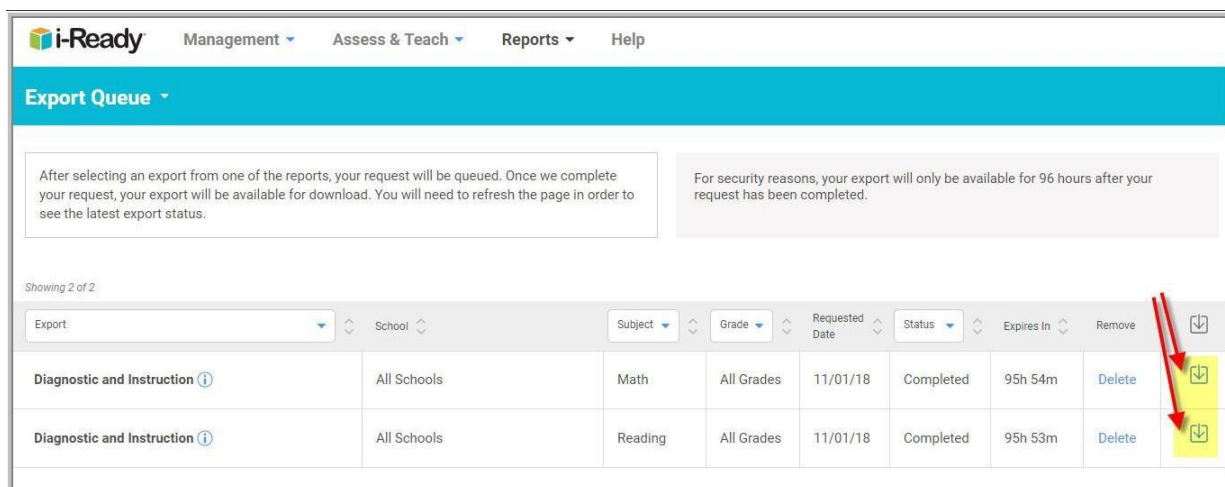 i-Ready Management Assess & Teach Reports Help
Export Queue
After selecting an export from one of the reports, your request will be queued. Once we complete
your request, your export will be available for download. You will need to refresh the page in order to
see the latest export status.
For security reasons, your export will only be available for 96 hours after your
request has been completed.
Showing 2 of 2
Export School Subject Grade Requested Date Status Expires In Remove
Diagnostic and Instruction All Schools Math All Grades 11/01/18 Completed 95h 54m Delete
Diagnostic and Instruction All Schools Reading All Grades 11/01/18 Completed 95h 53m Delete